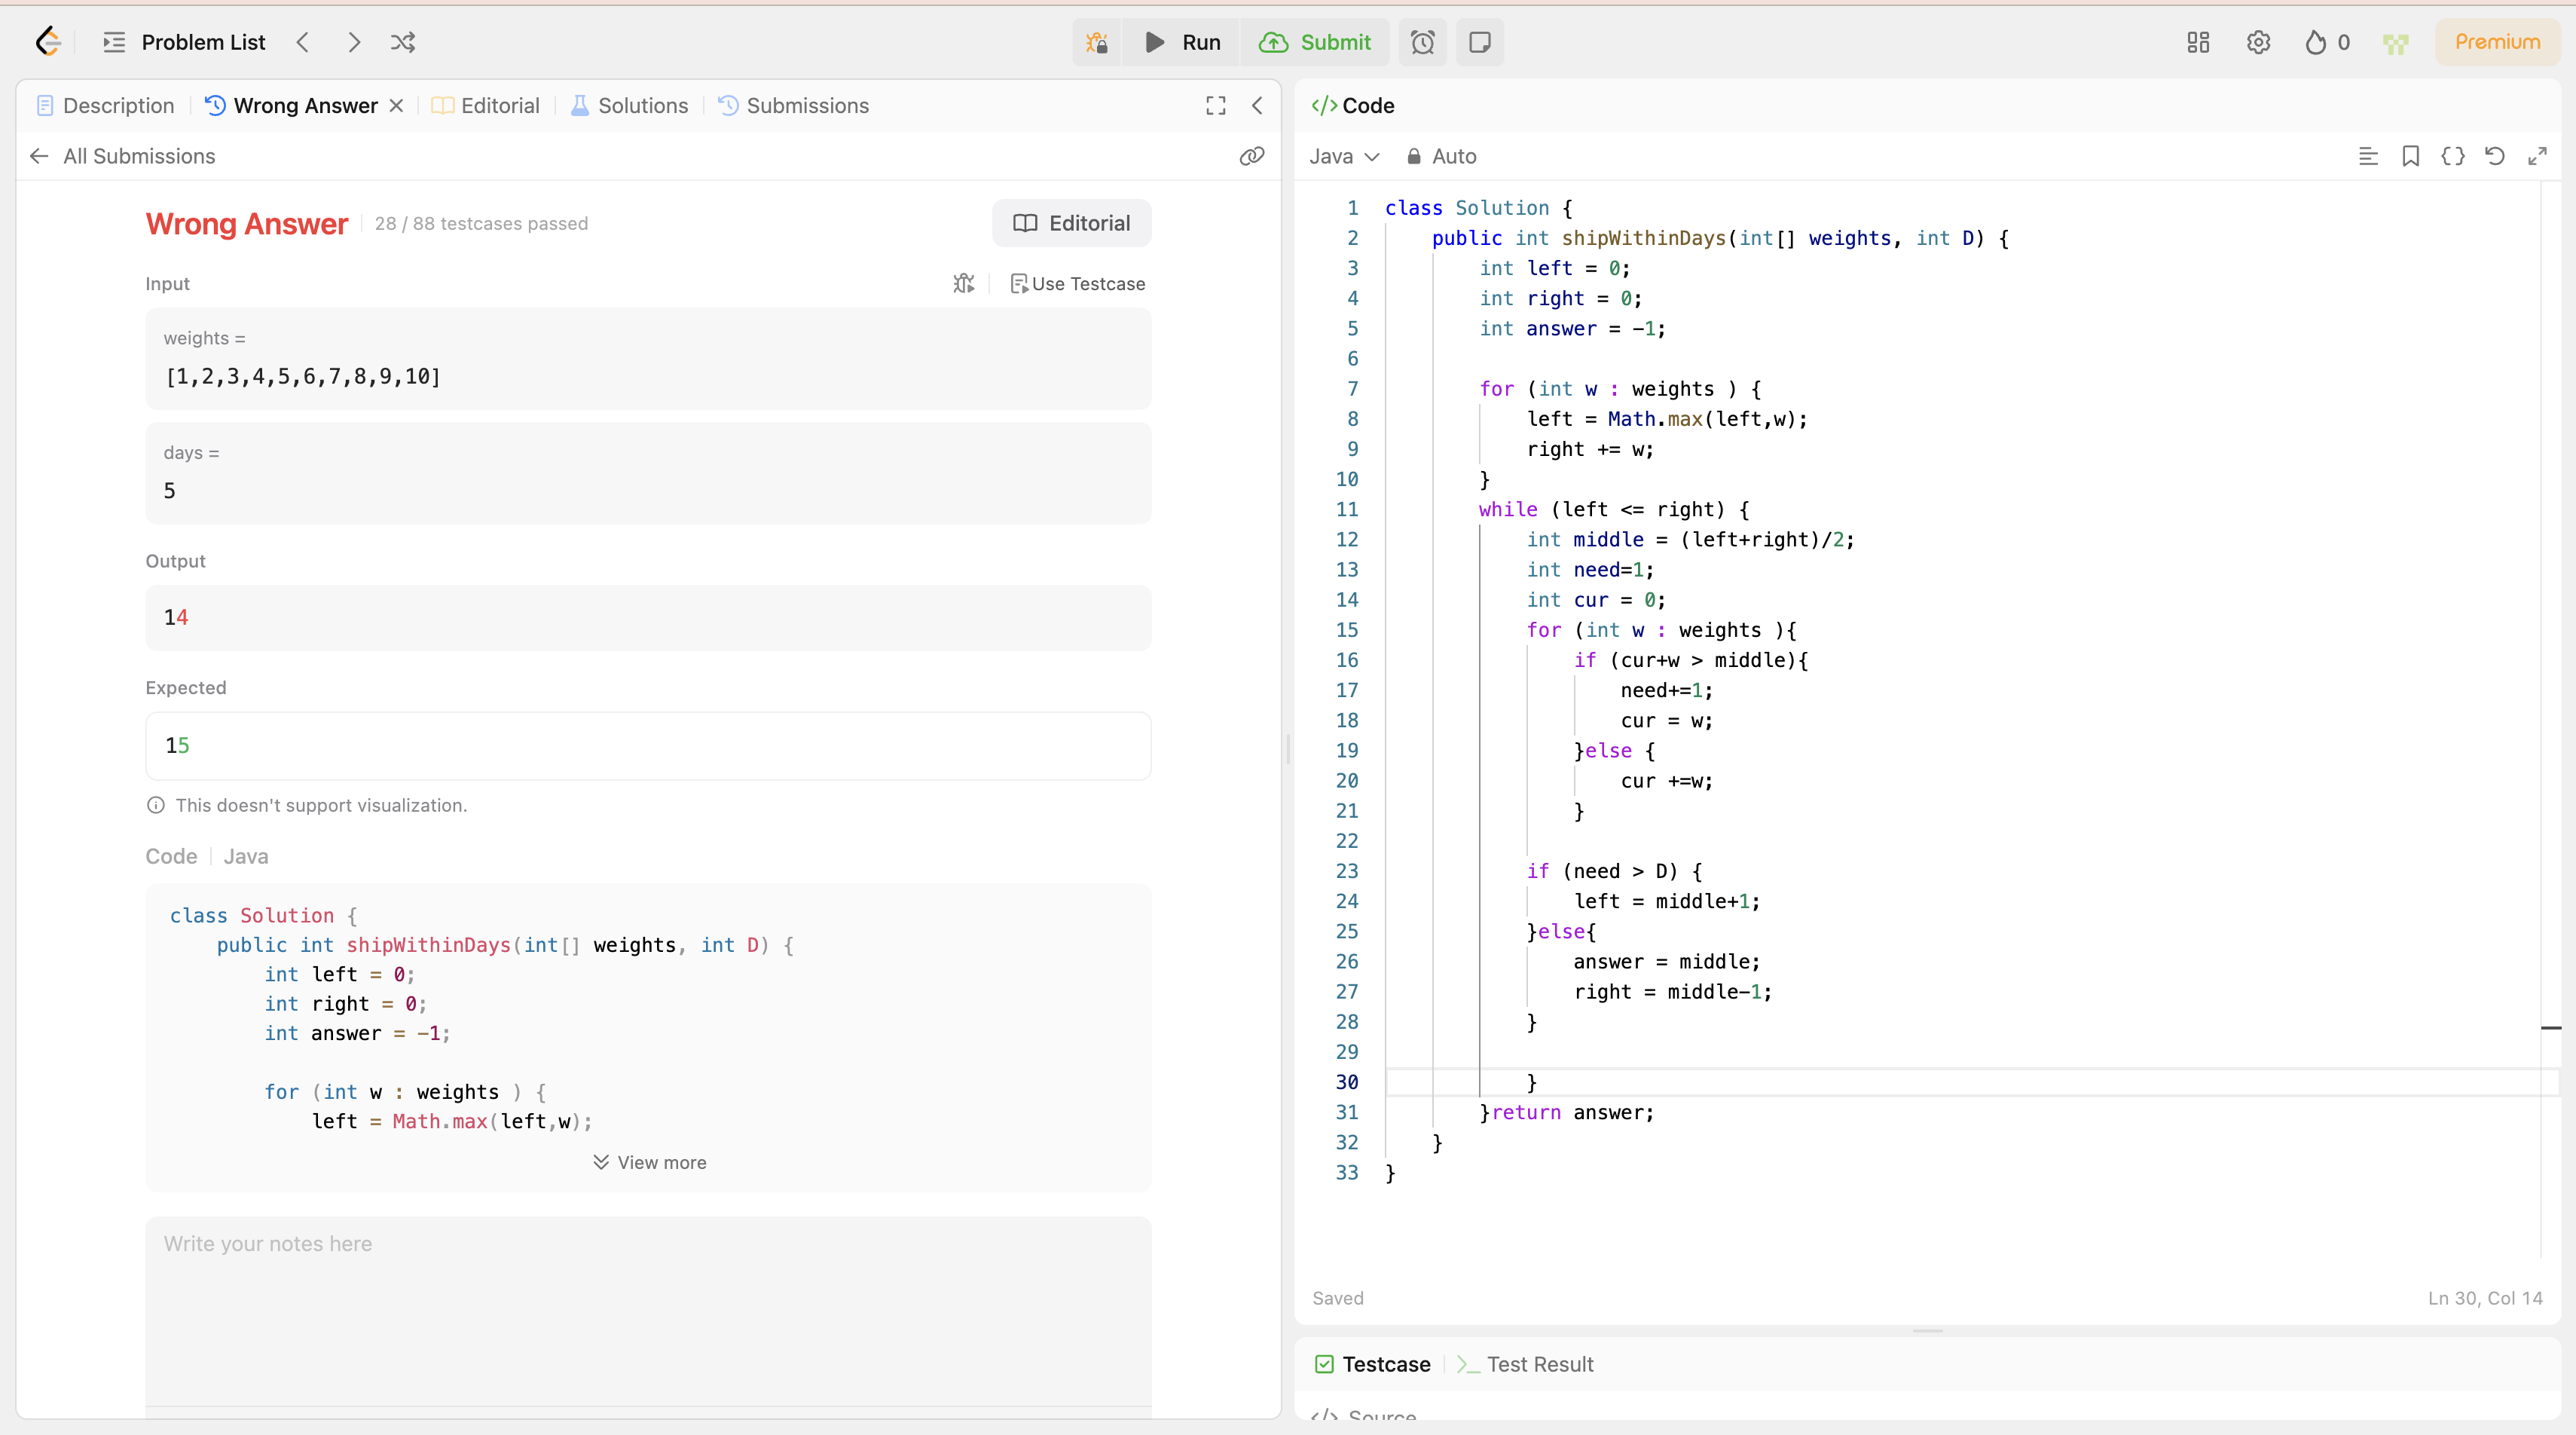 Problem List
Run
Submit
0
Premium
Description
Wrong Answer
Editorial
Solutions
Submissions
All Submissions
Wrong Answer
28 / 88 testcases passed
Editorial
Input
Use Testcase
weights =
[1,2,3,4,5,6,7,8,9,10]
days =
5
Output
14
Expected
15
This doesn't support visualization.
Code
Java
class Solution {
    public int shipWithinDays(int[] weights, int D) {
        int left = 0;
        int right = 0;
        int answer = -1;

        for (int w : weights ) {
            left = Math.max(left,w);
View more
Write your notes here
</> Code
Java
Auto
1 class Solution {
2     public int shipWithinDays(int[] weights, int D) {
3         int left = 0;
4         int right = 0;
5         int answer = -1;
6
7         for (int w : weights ) {
8             left = Math.max(left,w);
9             right += w;
10         }
11         while (left <= right) {
12             int middle = (left+right)/2;
13             int need=1;
14             int cur = 0;
15             for (int w : weights ){
16                 if (cur+w > middle){
17                     need+=1;
18                     cur = w;
19                 }else {
20                     cur +=w;
21                 }
22
23             if (need > D) {
24                 left = middle+1;
25             }else{
26                 answer = middle;
27                 right = middle-1;
28             }
29
30             }
31         }return answer;
32     }
33 }
Saved
Ln 30, Col 14
Testcase
Test Result
</> Source